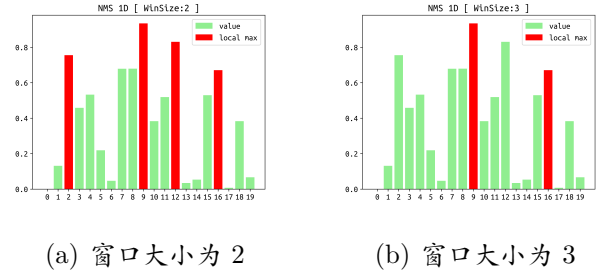 NMS 1D [ WinSize:2 ]
value
local max
0.8
0.6
0.4
0.2
0.0
0 1 2 3 4 5 6 7 8 9 10 11 12 13 14 15 16 17 18 19
(a) 窗口大小为 2
NMS 1D [ WinSize:3 ]
value
local max
0.8
0.6
0.4
0.2
0.0
0 1 2 3 4 5 6 7 8 9 10 11 12 13 14 15 16 17 18 19
(b) 窗口大小为 3